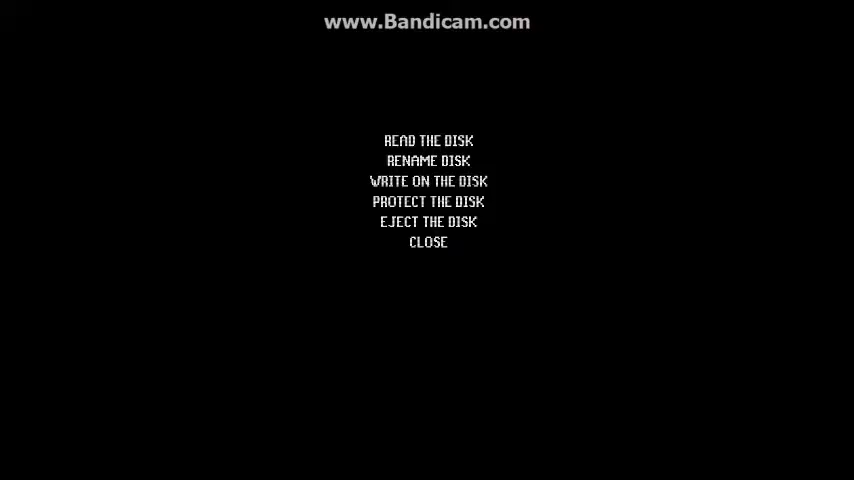 www.Bandicam.com
READ THE DISK
RENAME DISK
WRITE ON THE DISK
PROTECT THE DISK
EJECT THE DISK
CLOSE